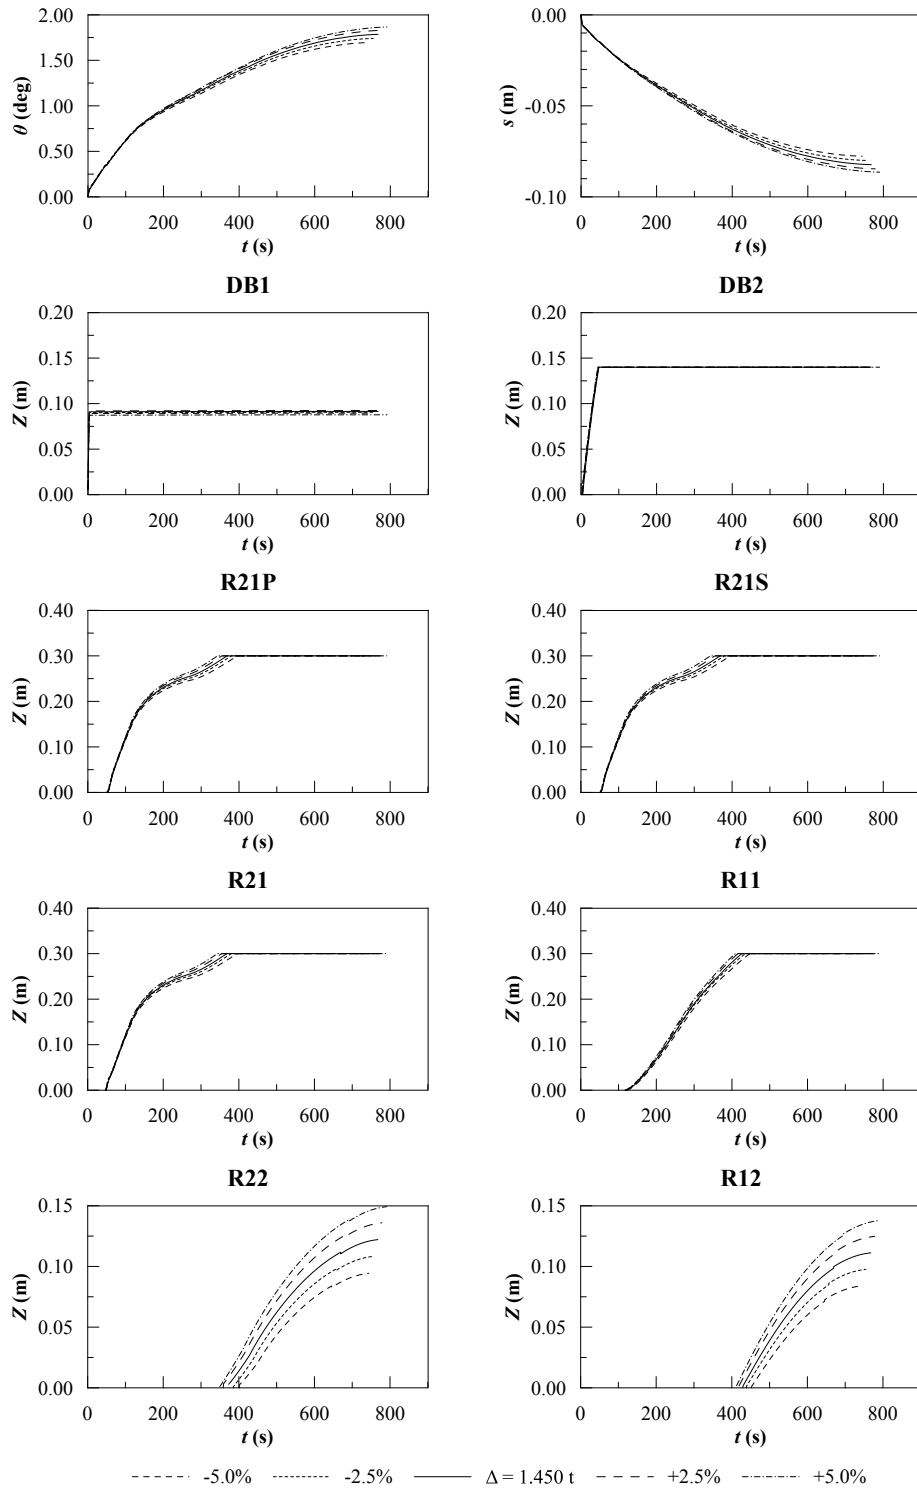 2.00
1.50
1.00
0.50
0.00
θ (deg)
0 200 400 600 800
t (s)
0.00
-0.05
-0.10
s (m)
0 200 400 600 800
t (s)
DB1
0.20
0.15
0.10
0.05
0.00
Z (m)
0 200 400 600 800
t (s)
DB2
0.20
0.15
0.10
0.05
0.00
Z (m)
0 200 400 600 800
t (s)
R21P
0.40
0.30
0.20
0.10
0.00
Z (m)
0 200 400 600 800
t (s)
R21S
0.40
0.30
0.20
0.10
0.00
Z (m)
0 200 400 600 800
t (s)
R21
0.40
0.30
0.20
0.10
0.00
Z (m)
0 200 400 600 800
t (s)
R11
0.40
0.30
0.20
0.10
0.00
Z (m)
0 200 400 600 800
t (s)
R22
0.15
0.10
0.05
0.00
Z (m)
0 200 400 600 800
t (s)
R12
0.15
0.10
0.05
0.00
Z (m)
0 200 400 600 800
t (s)
-5.0% -2.5% Δ = 1.450 t +2.5% +5.0%